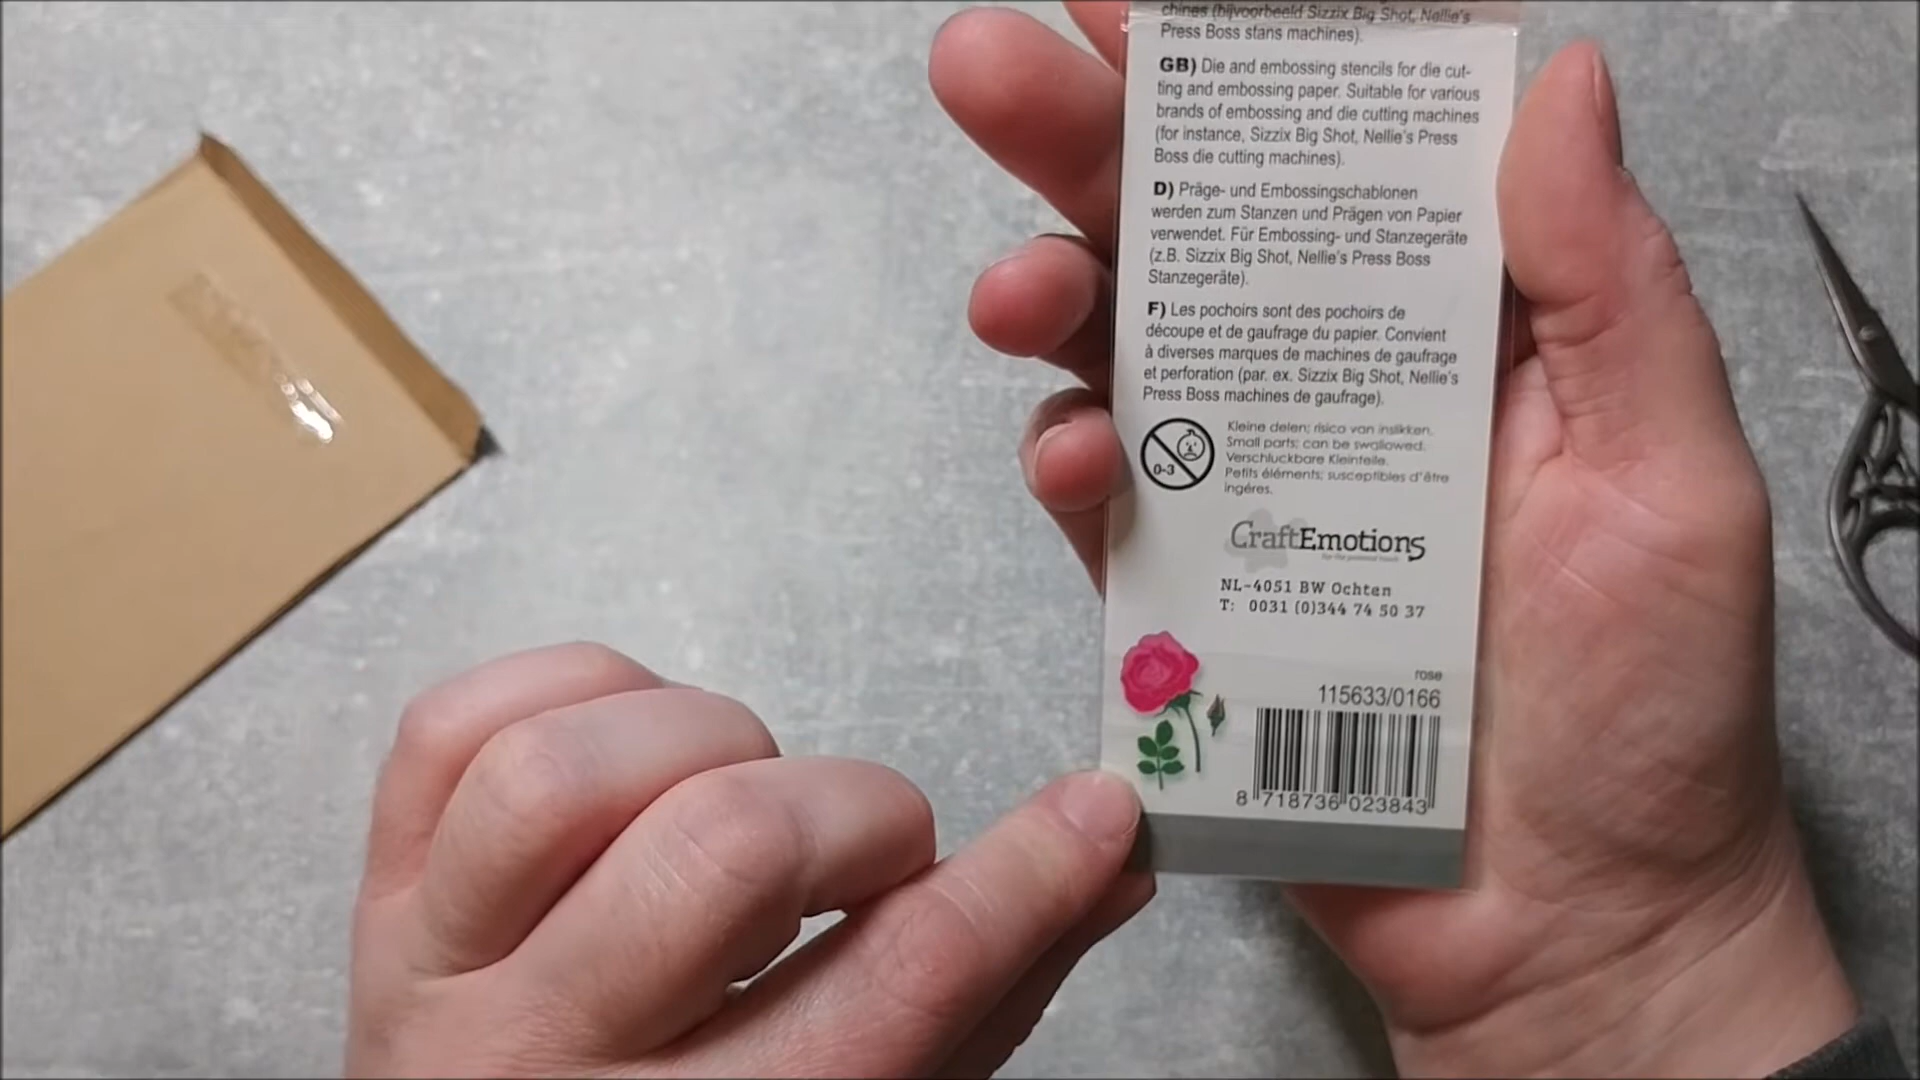 chines (bijvoorbeeld Sizzix Big Shot, Nellie's
Press Boss stans machines).
GB) Die and embossing stencils for die cut-
ting and embossing paper. Suitable for various
brands of embossing and die cutting machines
(for instance, Sizzix Big Shot, Nellie's Press
Boss die cutting machines).
D) Präge- und Embossingschablonen
werden zum Stanzen und Prägen von Papier
verwendet. Für Embossing- und Stanzegeräte
(z.B. Sizzix Big Shot, Nellie's Press Boss
Stanzegeräte).
F) Les pochoirs sont des pochoirs de
découpe et de gaufrage du papier. Convient
à diverses marques de machines de gaufrage
et perforation (par. ex. Sizzix Big Shot, Nellie's
Press Boss machines de gaufrage).
0-3
Kleine delen; risico van inslikken.
Small parts; can be swallowed.
Verschluckbare Kleinteile.
Petits éléments; susceptibles d'être
ingéres.
CraftEmotions
NL-4051 BW Ochten
T: 0031 (0)344 74 50 37
rose
115633/0166
8 718736 023843